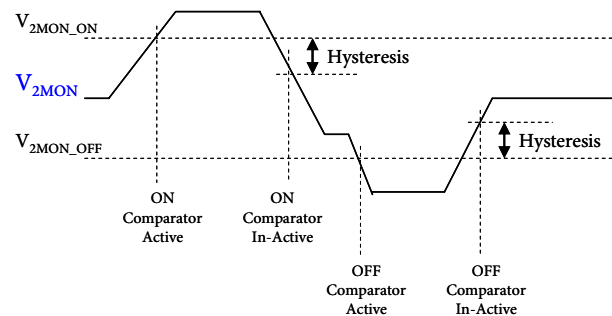 V2MON_ON
Hysteresis
V2MON
V2MON_OFF
Hysteresis
ON
Comparator
Active
ON
Comparator
In-Active
OFF
Comparator
Active
OFF
Comparator
In-Active